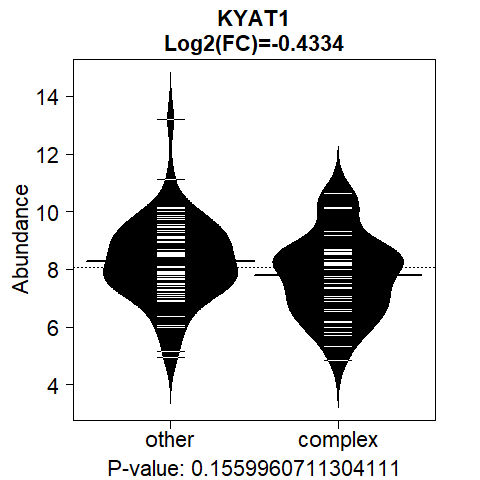 KYAT1
Log2(FC)=-0.4334
14
12
10
8
6
4
Abundance
other complex
P-value: 0.1559960711304111